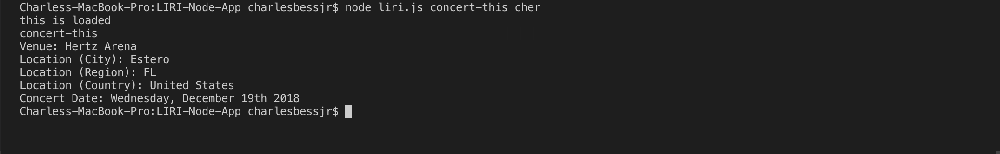 Charless-MacBook-Pro:LIRI-Node-App charlesbessjr$ node liri.js concert-this cher
this is loaded
concert-this
Venue: Hertz Arena
Location (City): Estero
Location (Region): FL
Location (Country): United States
Concert Date: Wednesday, December 19th 2018
Charless-MacBook-Pro:LIRI-Node-App charlesbessjr$